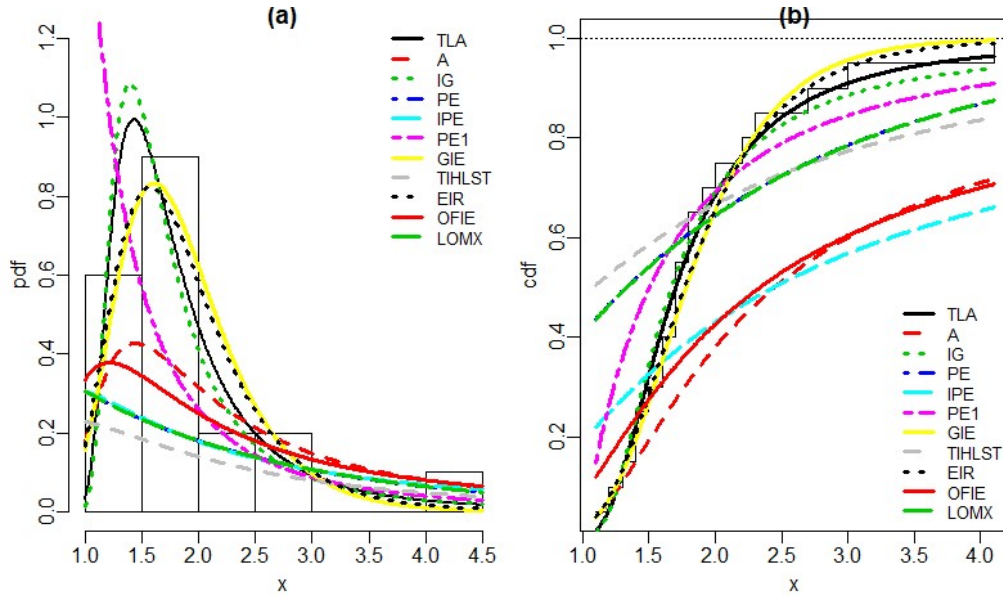 (a)
pdf
1.2
1.0
0.8
0.6
0.4
0.2
0.0
1.0 1.5 2.0 2.5 3.0 3.5 4.0 4.5
x
TLA
A
IG
PE
IPE
PE1
GIE
TIHLST
EIR
OFIE
LOMX
(b)
cdf
1.0
0.8
0.6
0.4
0.2
1.0 1.5 2.0 2.5 3.0 3.5 4.0
x
TLA
A
IG
PE
IPE
PE1
GIE
TIHLST
EIR
OFIE
LOMX